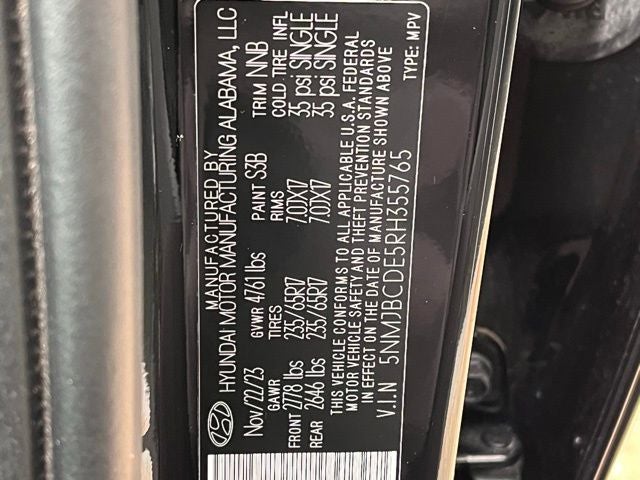 MANUFACTURED BY
HYUNDAI MOTOR MANUFACTURING ALABAMA, LLC
Nov/22/23 GVWR 4761 lbs PAINT S3B TRIM NNB
GAWR TIRES RIMS COLD TIRE INFL
FRONT 2778 lbs 235/65R17 7.0JX17 35 psi SINGLE
REAR 2646 lbs 235/65R17 7.0JX17 35 psi SINGLE
THIS VEHICLE CONFORMS TO ALL APPLICABLE U.S.A. FEDERAL
MOTOR VEHICLE SAFETY AND THEFT PREVENTION STANDARDS
IN EFFECT ON THE DATE OF MANUFACTURE SHOWN ABOVE
V.I.N 5NMJBCDE5RH355765 TYPE: MPV